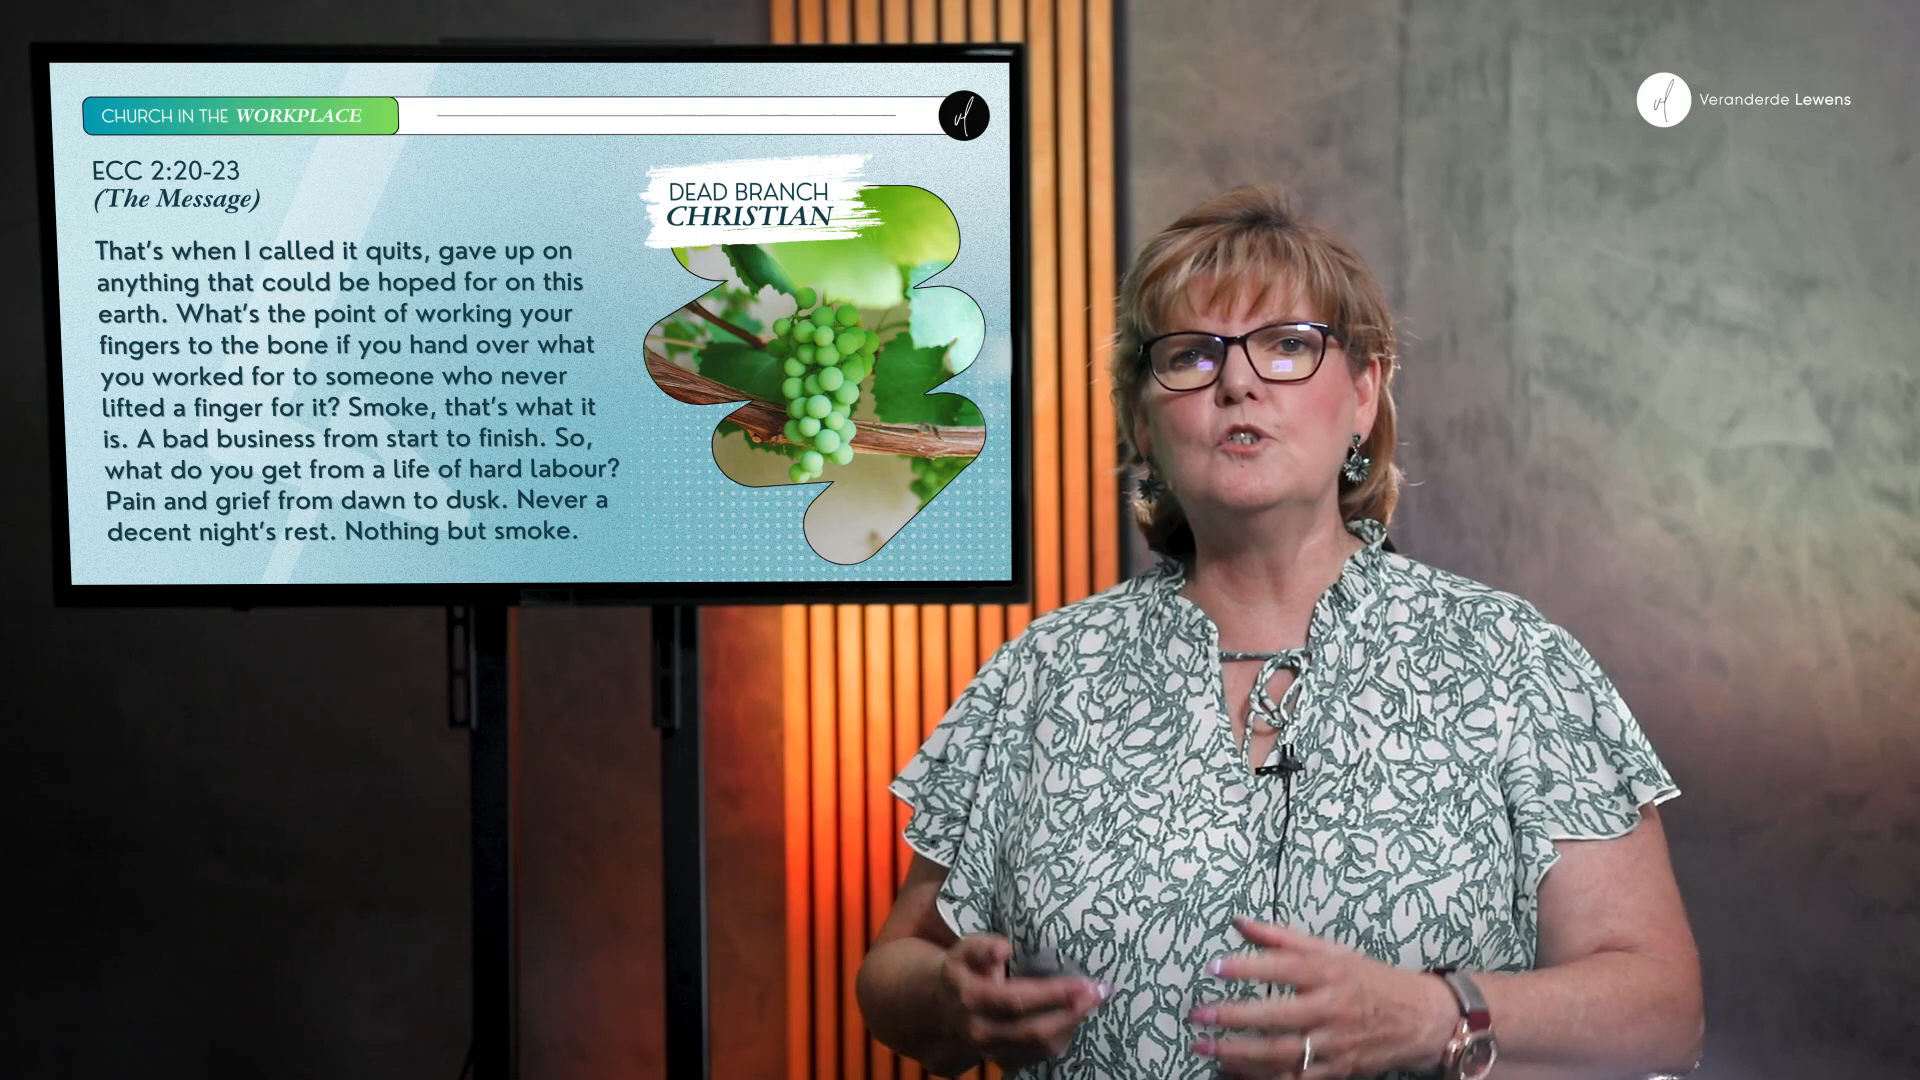 CHURCH IN THE WORKPLACE
vl
ECC 2:20-23
(The Message)
That's when I called it quits, gave up on
anything that could be hoped for on this
earth. What's the point of working your
fingers to the bone if you hand over what
you worked for to someone who never
lifted a finger for it? Smoke, that's what it
is. A bad business from start to finish. So,
what do you get from a life of hard labour?
Pain and grief from dawn to dusk. Never a
decent night's rest. Nothing but smoke.
DEAD BRANCH
CHRISTIAN
vl Veranderde Lewens